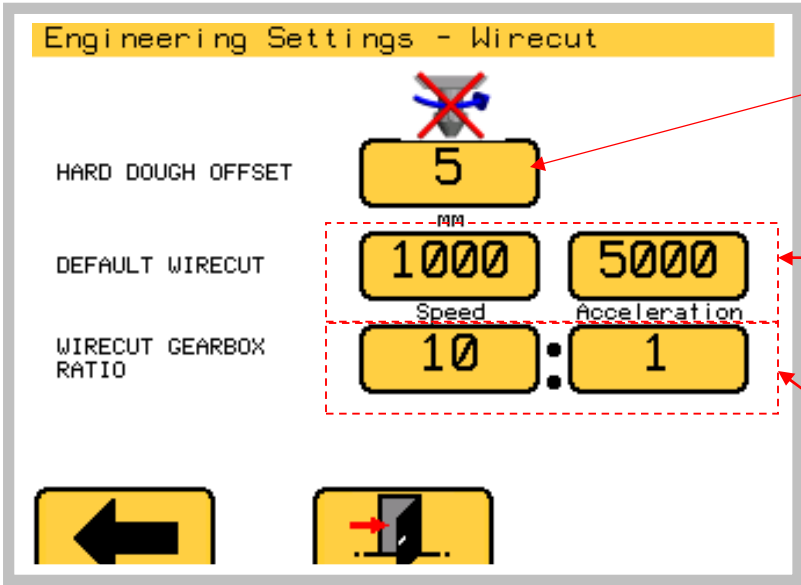 Engineering Settings - Wirecut
HARD DOUGH OFFSET
5
MM
DEFAULT WIRECUT
1000
5000
Speed
Acceleration
WIRECUT GEARBOX
RATIO
10 : 1